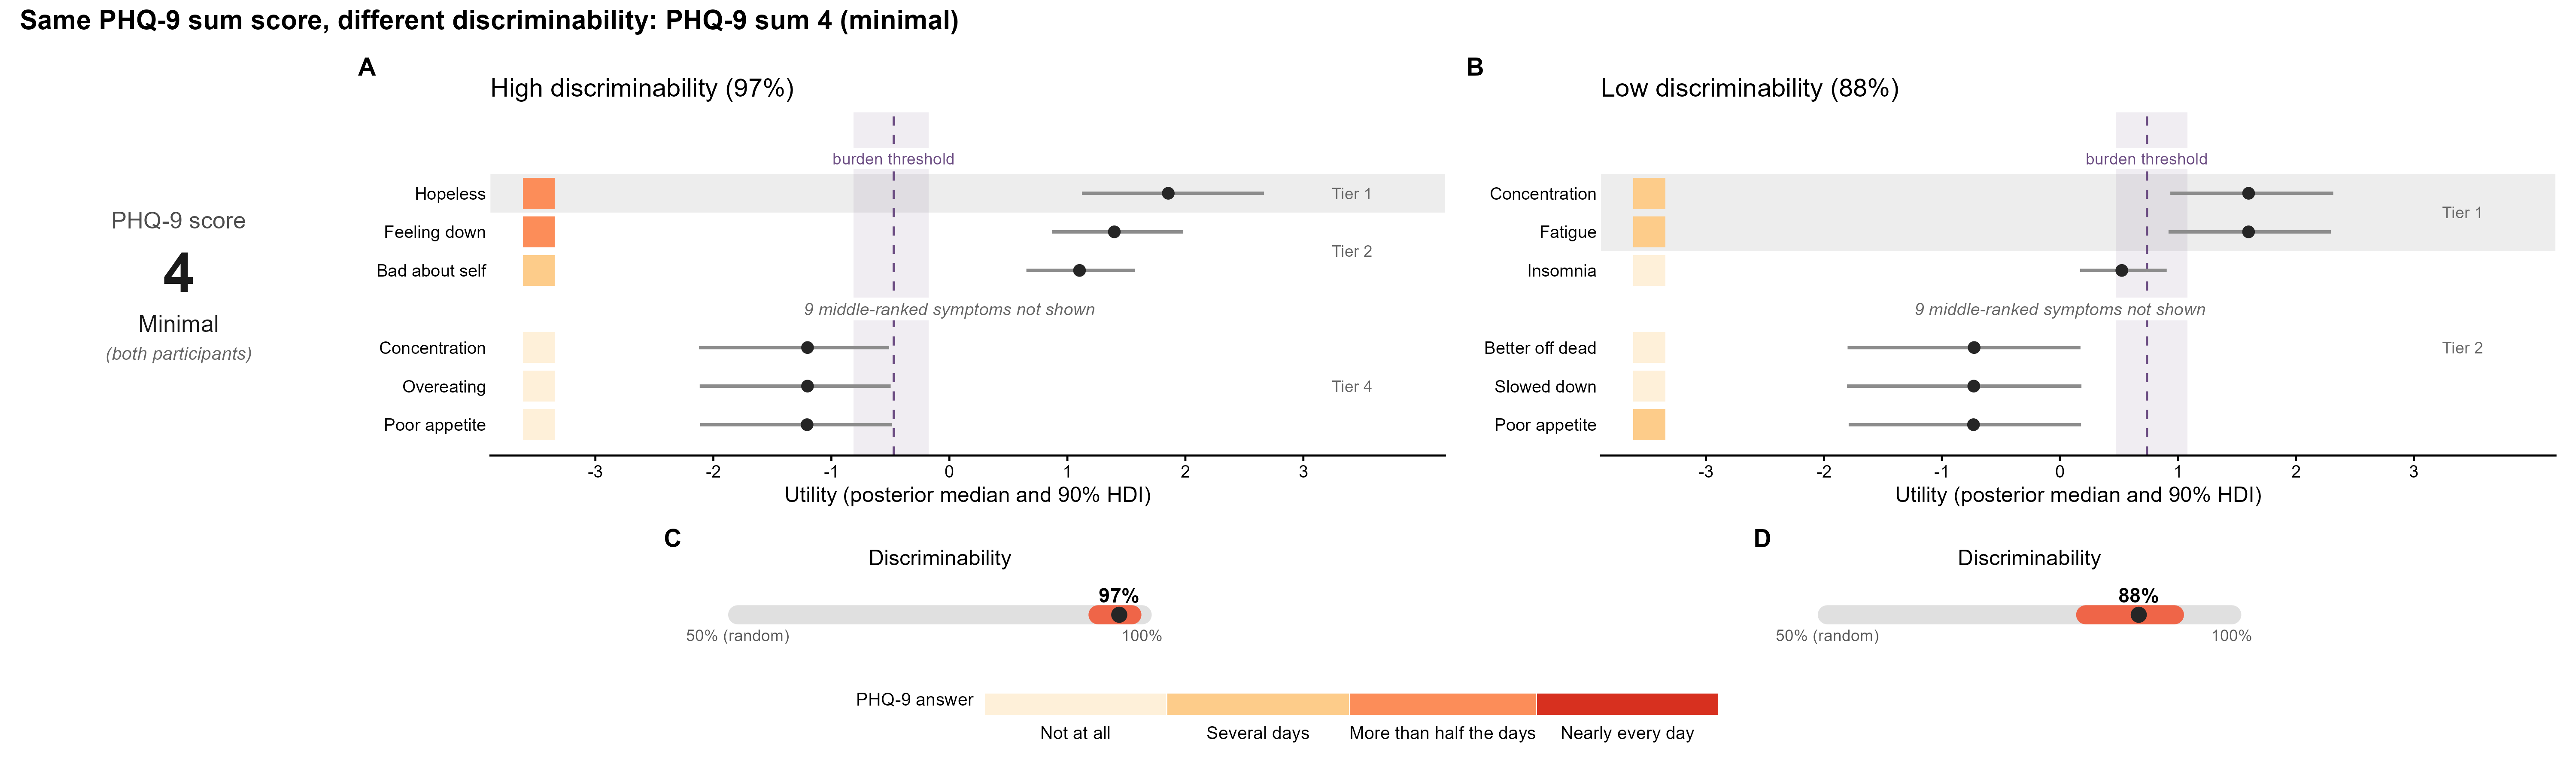 Same PHQ-9 sum score, different discriminability: PHQ-9 sum 4 (minimal)
PHQ-9 score
4
Minimal
(both participants)
A
High discriminability (97%)
burden threshold
Hopeless
Tier 1
Feeling down
Tier 2
Bad about self
9 middle-ranked symptoms not shown
Concentration
Overeating
Tier 4
Poor appetite
-3 -2 -1 0 1 2 3
Utility (posterior median and 90% HDI)
B
Low discriminability (88%)
burden threshold
Concentration
Tier 1
Fatigue
Insomnia
9 middle-ranked symptoms not shown
Better off dead
Tier 2
Slowed down
Poor appetite
-3 -2 -1 0 1 2 3
Utility (posterior median and 90% HDI)
C
Discriminability
97%
50% (random) 100%
D
Discriminability
88%
50% (random) 100%
PHQ-9 answer
Not at all Several days More than half the days Nearly every day